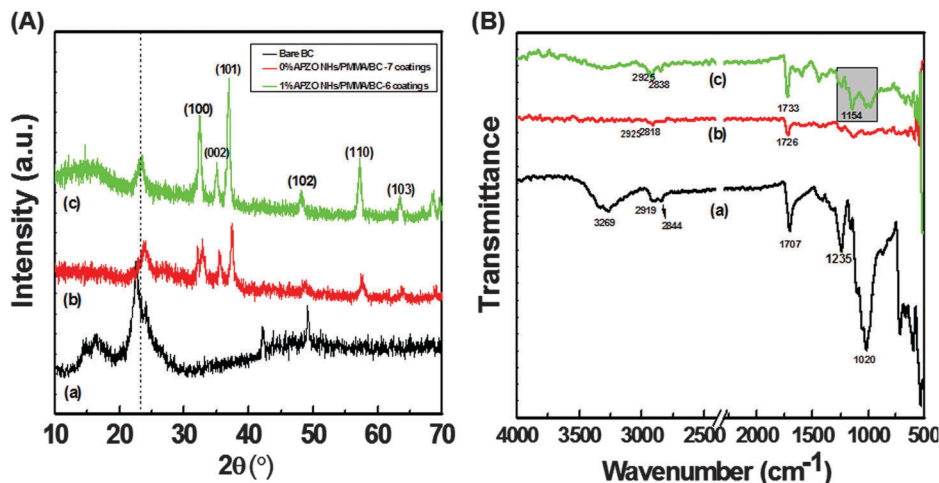 (A)
Intensity (a.u.)
Bare BC
0% APZO NHs/PMMA/BC-7 coatings
1% APZO NHs/PMMA/BC-6 coatings
(100)
(002)
(101)
(102)
(110)
(103)
(c)
(b)
(a)
10 20 30 40 50 60 70
2θ (°)
(B)
Transmittance
2925
2838
(c)
1733
1154
2925 2818
(b)
1726
3269
2919
2844
(a)
1707
1235
1020
4000 3500 3000 2500 2000 1500 1000 500
Wavenumber (cm-1)